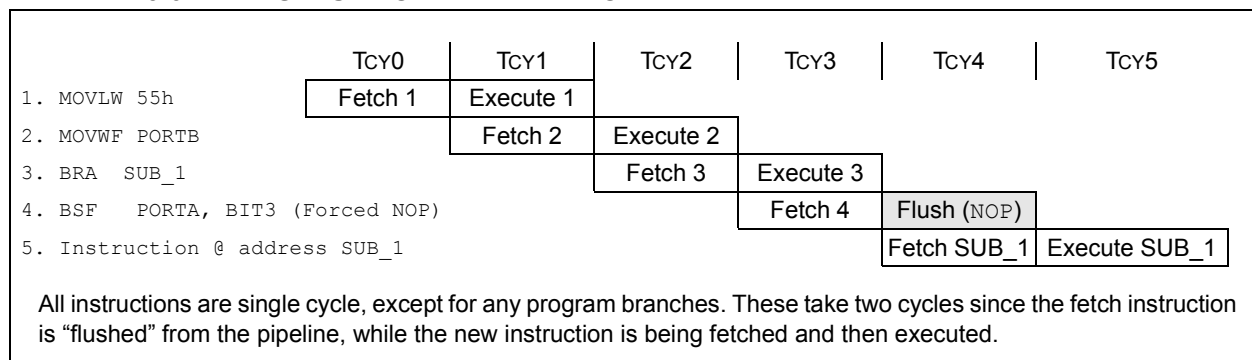 TCY0 TCY1 TCY2 TCY3 TCY4 TCY5
1. MOVLW 55h Fetch 1 Execute 1
2. MOVWF PORTB Fetch 2 Execute 2
3. BRA SUB_1 Fetch 3 Execute 3
4. BSF PORTA, BIT3 (Forced NOP) Fetch 4 Flush (NOP)
5. Instruction @ address SUB_1 Fetch SUB_1 Execute SUB_1
All instructions are single cycle, except for any program branches. These take two cycles since the fetch instruction
is “flushed” from the pipeline, while the new instruction is being fetched and then executed.